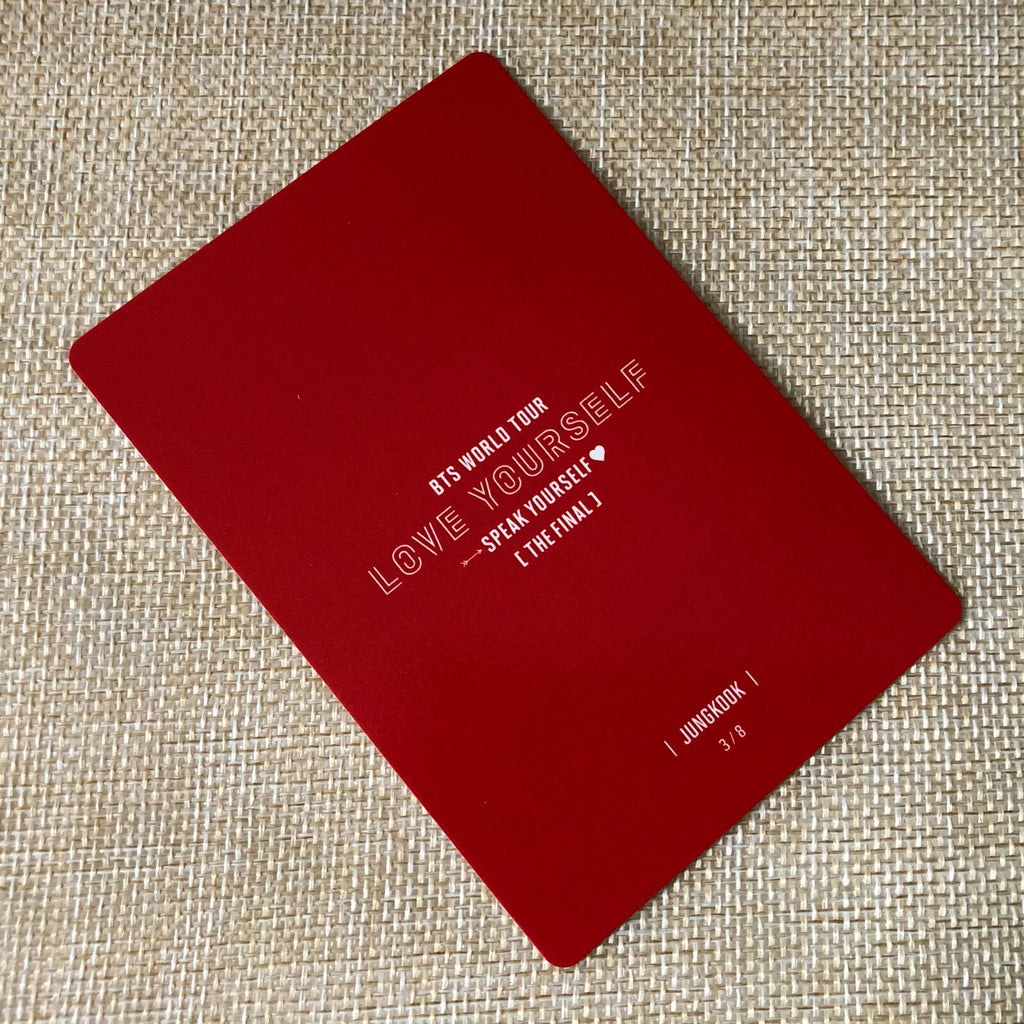 BTS WORLD TOUR
LOVE YOURSELF
SPEAK YOURSELF
[ THE FINAL ]
| JUNGKOOK |
3/8